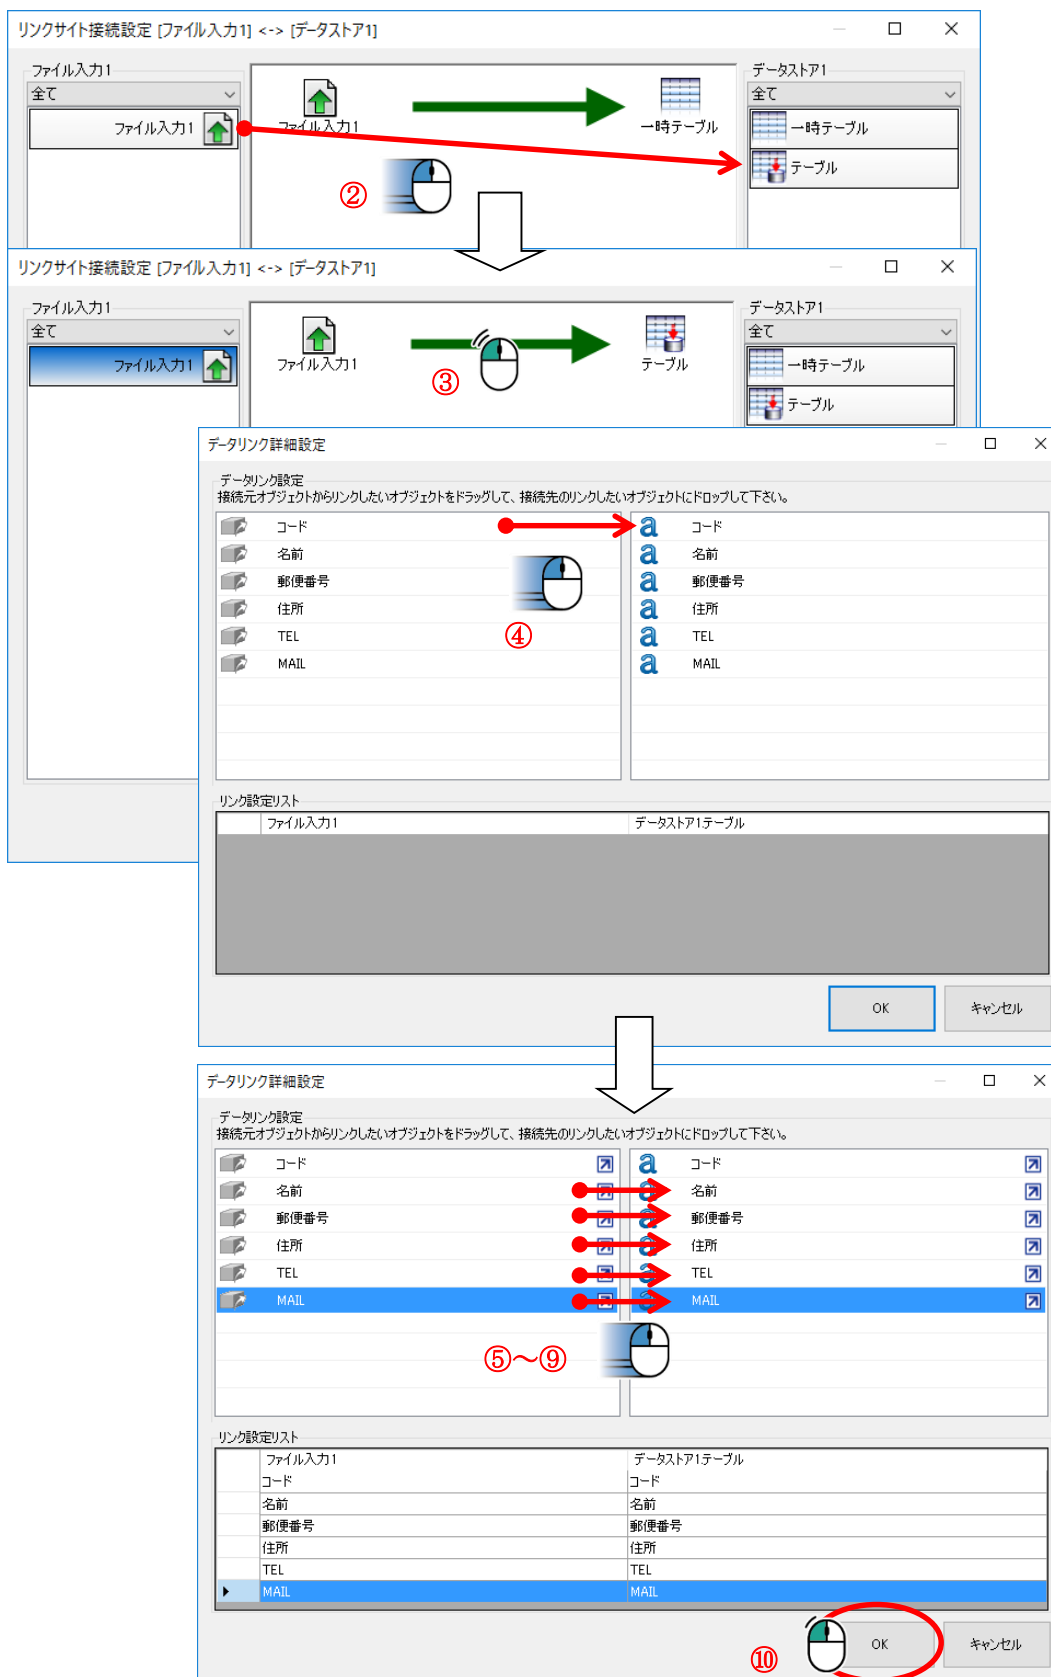 リンクサイト接続設定 [ファイル入力1] <-> [データストア1]
ファイル入力1
データストア1
全て
全て
ファイル入力1
ファイル入力1
一時テーブル
一時テーブル
テーブル
②
リンクサイト接続設定 [ファイル入力1] <-> [データストア1]
ファイル入力1
データストア1
全て
全て
ファイル入力1
ファイル入力1
テーブル
一時テーブル
テーブル
③
データリンク詳細設定
データリンク設定
接続元オブジェクトからリンクしたいオブジェクトをドラッグして、接続先のリンクしたいオブジェクトにドロップして下さい。
コード
コード
名前
名前
郵便番号
郵便番号
住所
住所
TEL
TEL
MAIL
MAIL
④
リンク設定リスト
ファイル入力1
データストア1.テーブル
OK
キャンセル
データリンク詳細設定
データリンク設定
接続元オブジェクトからリンクしたいオブジェクトをドラッグして、接続先のリンクしたいオブジェクトにドロップして下さい。
コード
コード
名前
名前
郵便番号
郵便番号
住所
住所
TEL
TEL
MAIL
MAIL
⑤～⑨
リンク設定リスト
ファイル入力1
データストア1.テーブル
コード
コード
名前
名前
郵便番号
郵便番号
住所
住所
TEL
TEL
MAIL
MAIL
⑩
OK
キャンセル